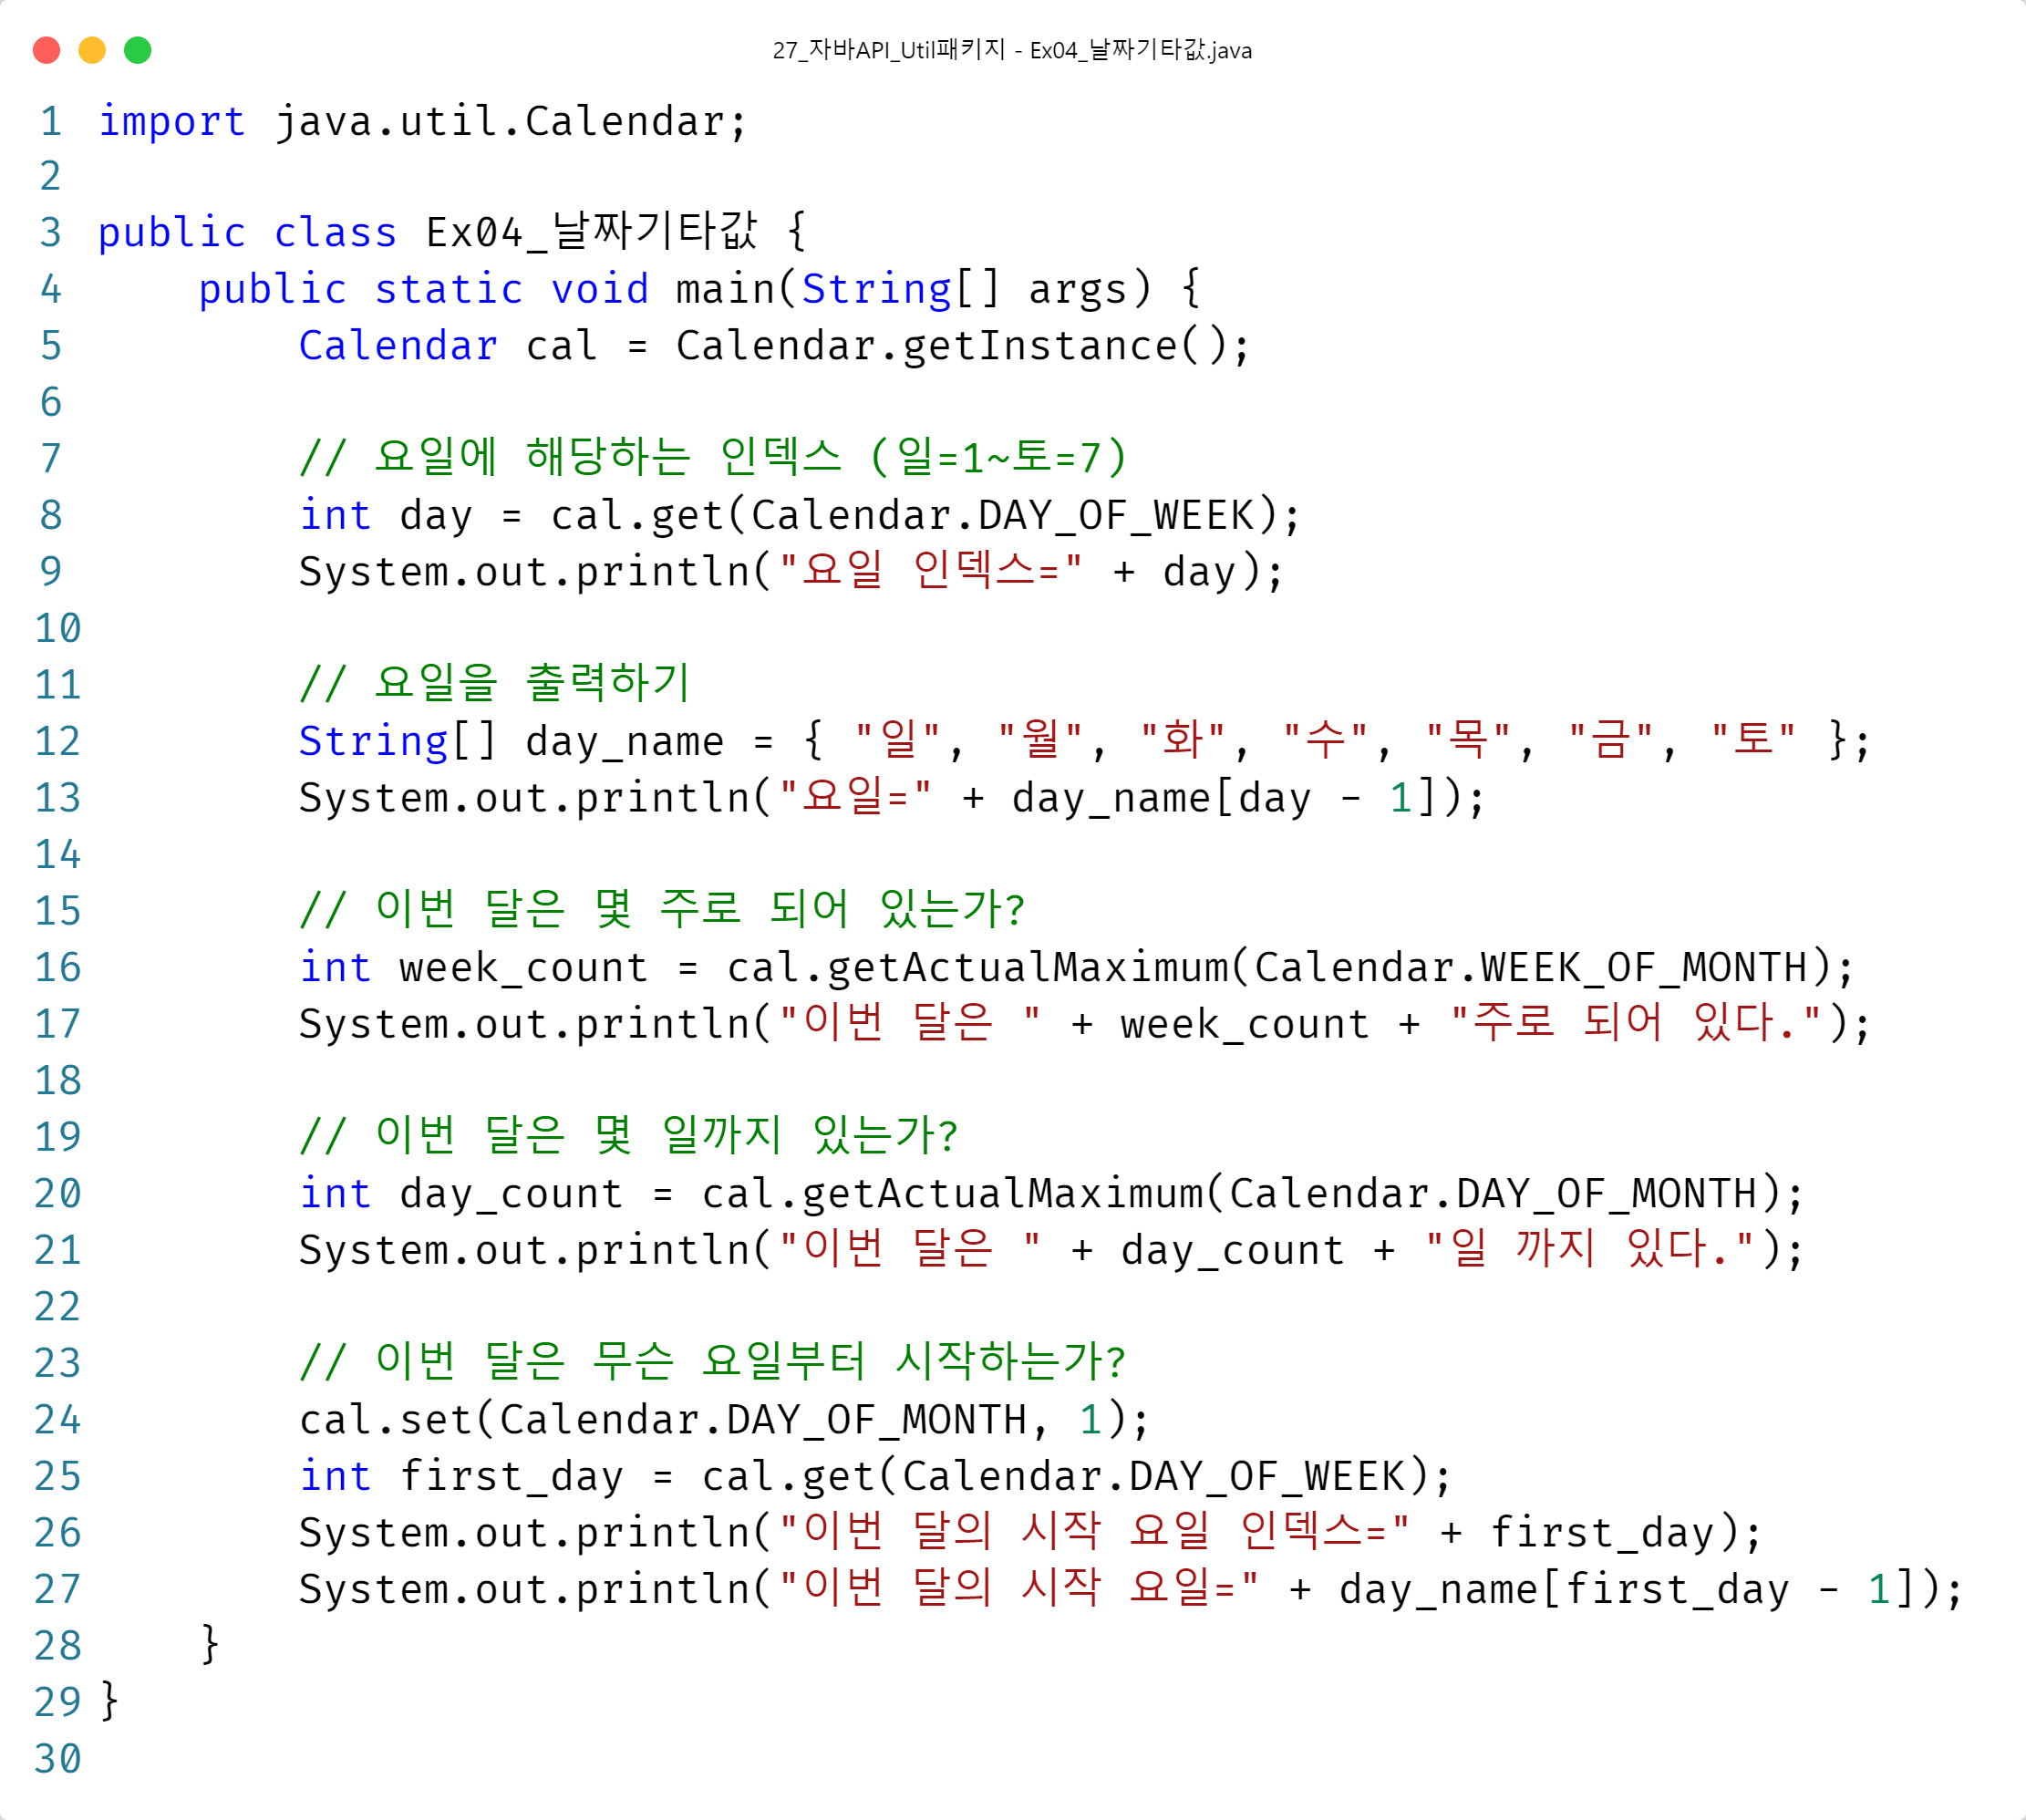 27_자바API_Util패키지 - Ex04_날짜기타값.java
1 import java.util.Calendar;
2
3 public class Ex04_날짜기타값 {
4     public static void main(String[] args) {
5         Calendar cal = Calendar.getInstance();
6
7         // 요일에 해당하는 인덱스 (일=1~토=7)
8         int day = cal.get(Calendar.DAY_OF_WEEK);
9         System.out.println("요일 인덱스=" + day);
10
11         // 요일을 출력하기
12         String[] day_name = { "일", "월", "화", "수", "목", "금", "토" };
13         System.out.println("요일=" + day_name[day - 1]);
14
15         // 이번 달은 몇 주로 되어 있는가?
16         int week_count = cal.getActualMaximum(Calendar.WEEK_OF_MONTH);
17         System.out.println("이번 달은 " + week_count + "주로 되어 있다.");
18
19         // 이번 달은 몇 일까지 있는가?
20         int day_count = cal.getActualMaximum(Calendar.DAY_OF_MONTH);
21         System.out.println("이번 달은 " + day_count + "일 까지 있다.");
22
23         // 이번 달은 무슨 요일부터 시작하는가?
24         cal.set(Calendar.DAY_OF_MONTH, 1);
25         int first_day = cal.get(Calendar.DAY_OF_WEEK);
26         System.out.println("이번 달의 시작 요일 인덱스=" + first_day);
27         System.out.println("이번 달의 시작 요일=" + day_name[first_day - 1]);
28     }
29 }
30